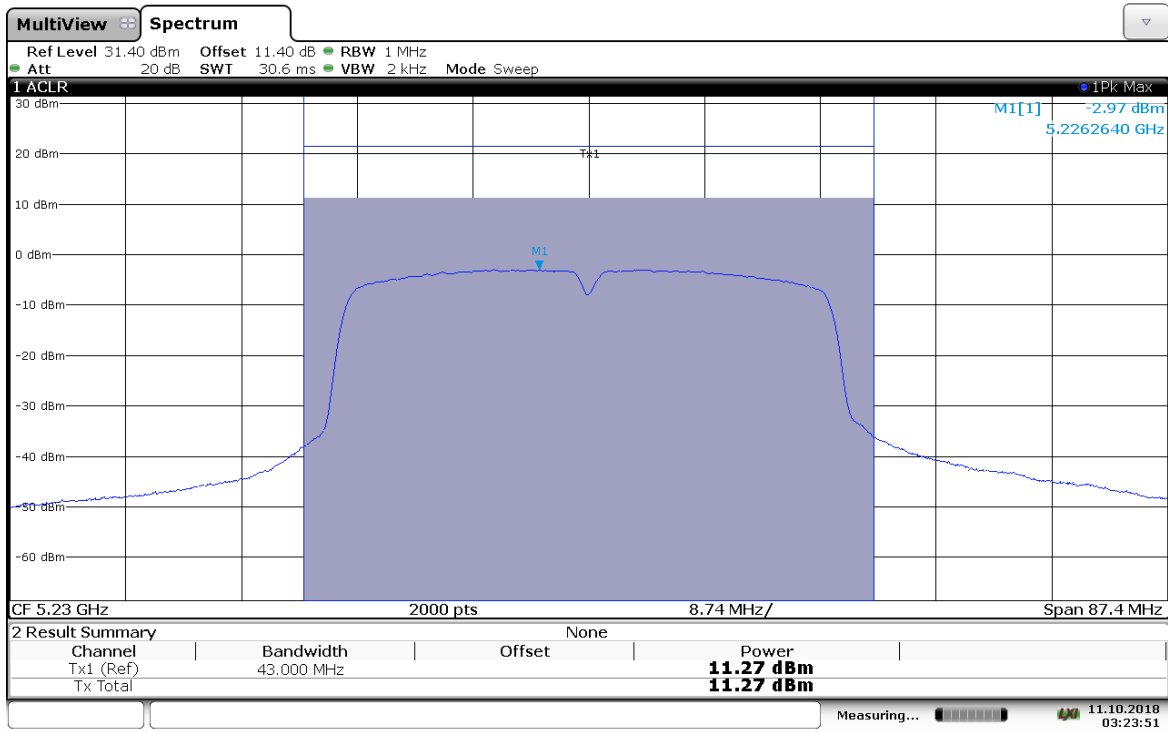 MultiView Spectrum
Ref Level 31.40 dBm Offset 11.40 dB RBW 1 MHz
Att 20 dB SWT 30.6 ms VBW 2 kHz Mode Sweep
1 ACLR 1Pk Max
30 dBm
M1[1] -2.97 dBm
5.2262640 GHz
20 dBm
Tx1
10 dBm
0 dBm
M1
-10 dBm
-20 dBm
-30 dBm
-40 dBm
-50 dBm
-60 dBm
CF 5.23 GHz 2000 pts 8.74 MHz/ Span 87.4 MHz
2 Result Summary None
Channel Bandwidth Offset Power
Tx1 (Ref) 43.000 MHz 11.27 dBm
Tx Total 11.27 dBm
Measuring... LXI 11.10.2018
03:23:51